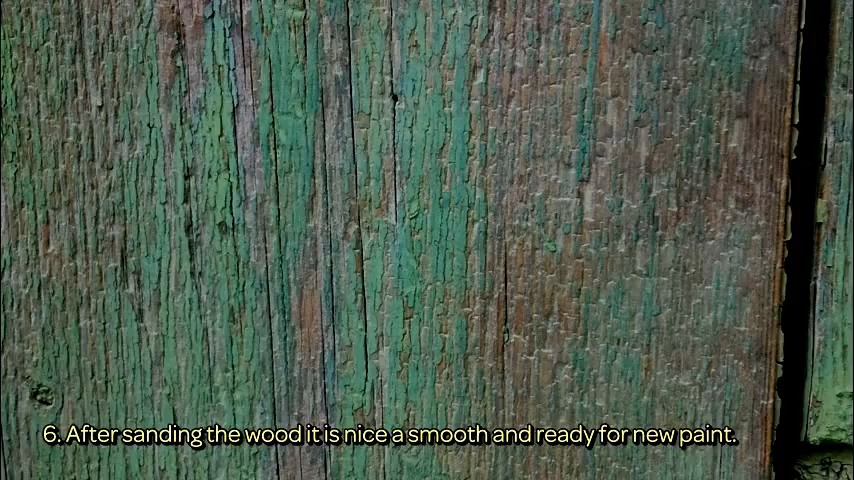 6. After sanding the wood it is nice a smooth and ready for new paint.